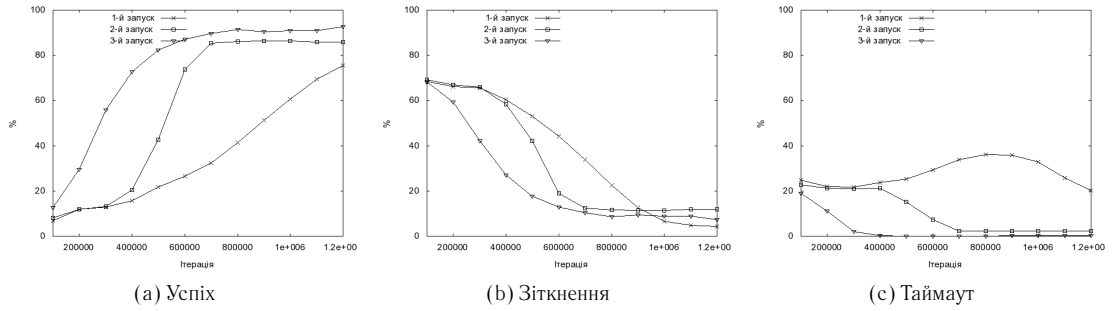 1-й запуск
2-й запуск
3-й запуск
100
80
60
40
20
0
%
200000 400000 600000 800000 1e+006 1.2e+00
Ітерація
(a) Успіх
1-й запуск
2-й запуск
3-й запуск
100
80
60
40
20
0
%
200000 400000 600000 800000 1e+006 1.2e+00
Ітерація
(b) Зіткнення
1-й запуск
2-й запуск
3-й запуск
100
80
60
40
20
0
%
200000 400000 600000 800000 1e+006 1.2e+00
Ітерація
(c) Таймаут